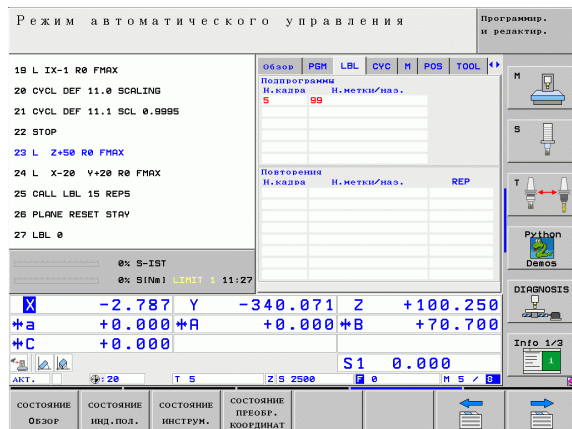 Режим автоматического управления
Программир.
и редактир.
19 L IX-1 R0 FMAX
20 CYCL DEF 11.0 SCALING
21 CYCL DEF 11.1 SCL 0.9995
22 STOP
23 L Z+50 R0 FMAX
24 L X-20 Y+20 R0 FMAX
25 CALL LBL 15 REP5
26 PLANE RESET STAY
27 LBL 0
Обзор PGM LBL CYC M POS TOOL
Подпрограммы
Н.кадра Н.метки/наз.
5 99
Повторения
Н.кадра Н.метки/наз. REP
0% S-IST
0% S[Nm] LIMIT 1 11:27
X -2.787 Y -340.071 Z +100.250
a +0.000 A +0.000 B +70.700
C +0.000
S1 0.000
АКТ. : 20 T 5 Z S 2500 F 0 M 5 / 8
M
S
T
Python
Demos
DIAGNOSIS
Info 1/3
1
СОСТОЯНИЕ
ОБЗОР
СОСТОЯНИЕ
ИНД.ПОЛ.
СОСТОЯНИЕ
ИНСТРУМ.
СОСТОЯНИЕ
ПРЕОБР.
КООРДИНАТ